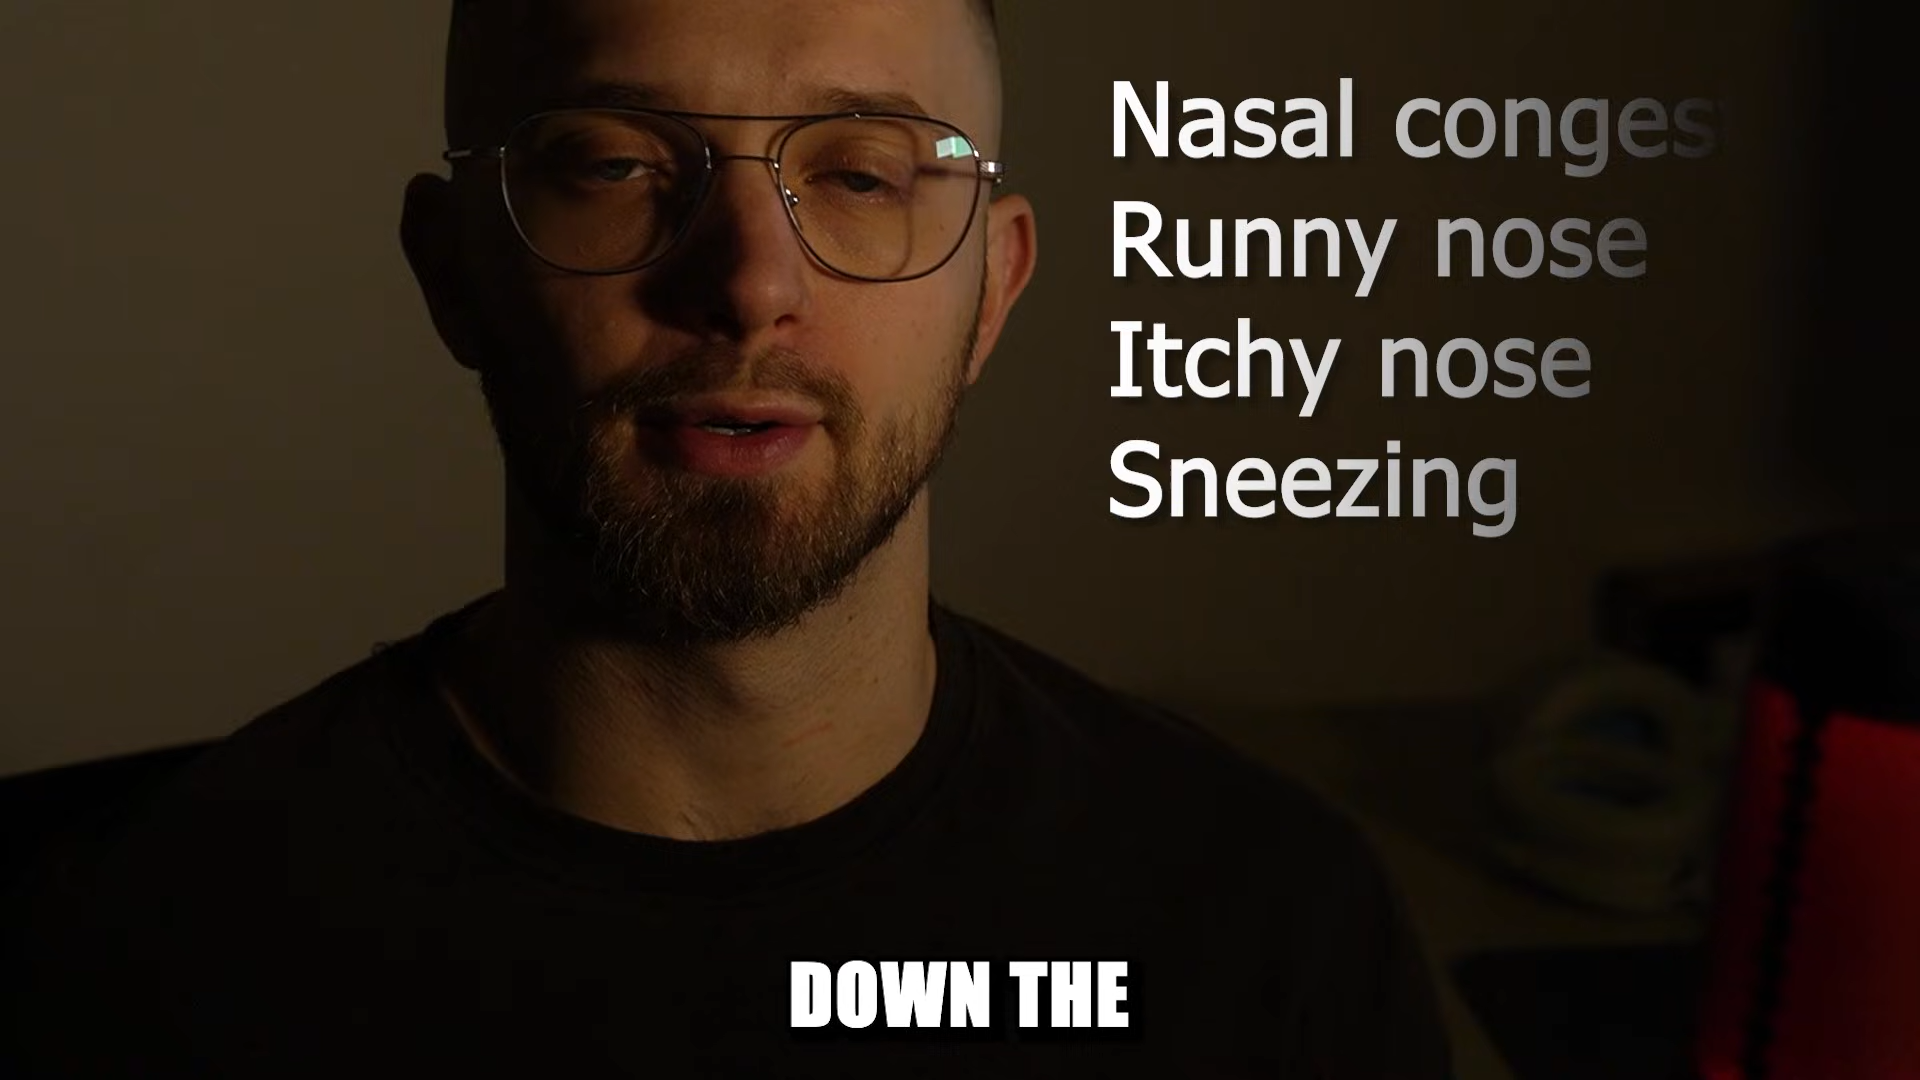 Nasal conges
Runny nose
Itchy nose
Sneezing
DOWN THE